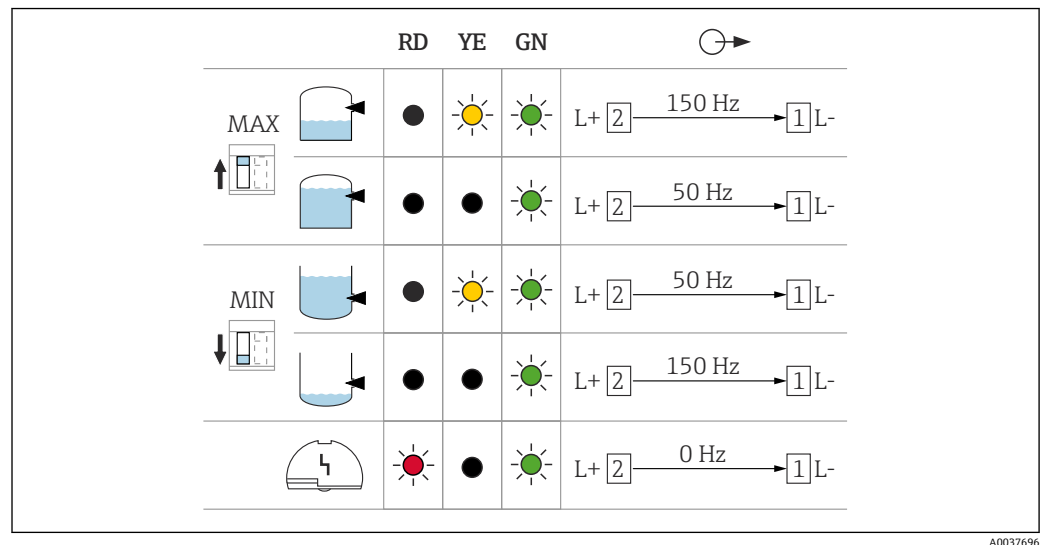 RD YE GN
MAX
L+ 2 150 Hz 1 L-
L+ 2 50 Hz 1 L-
MIN
L+ 2 50 Hz 1 L-
L+ 2 150 Hz 1 L-
L+ 2 0 Hz 1 L-
A0037696